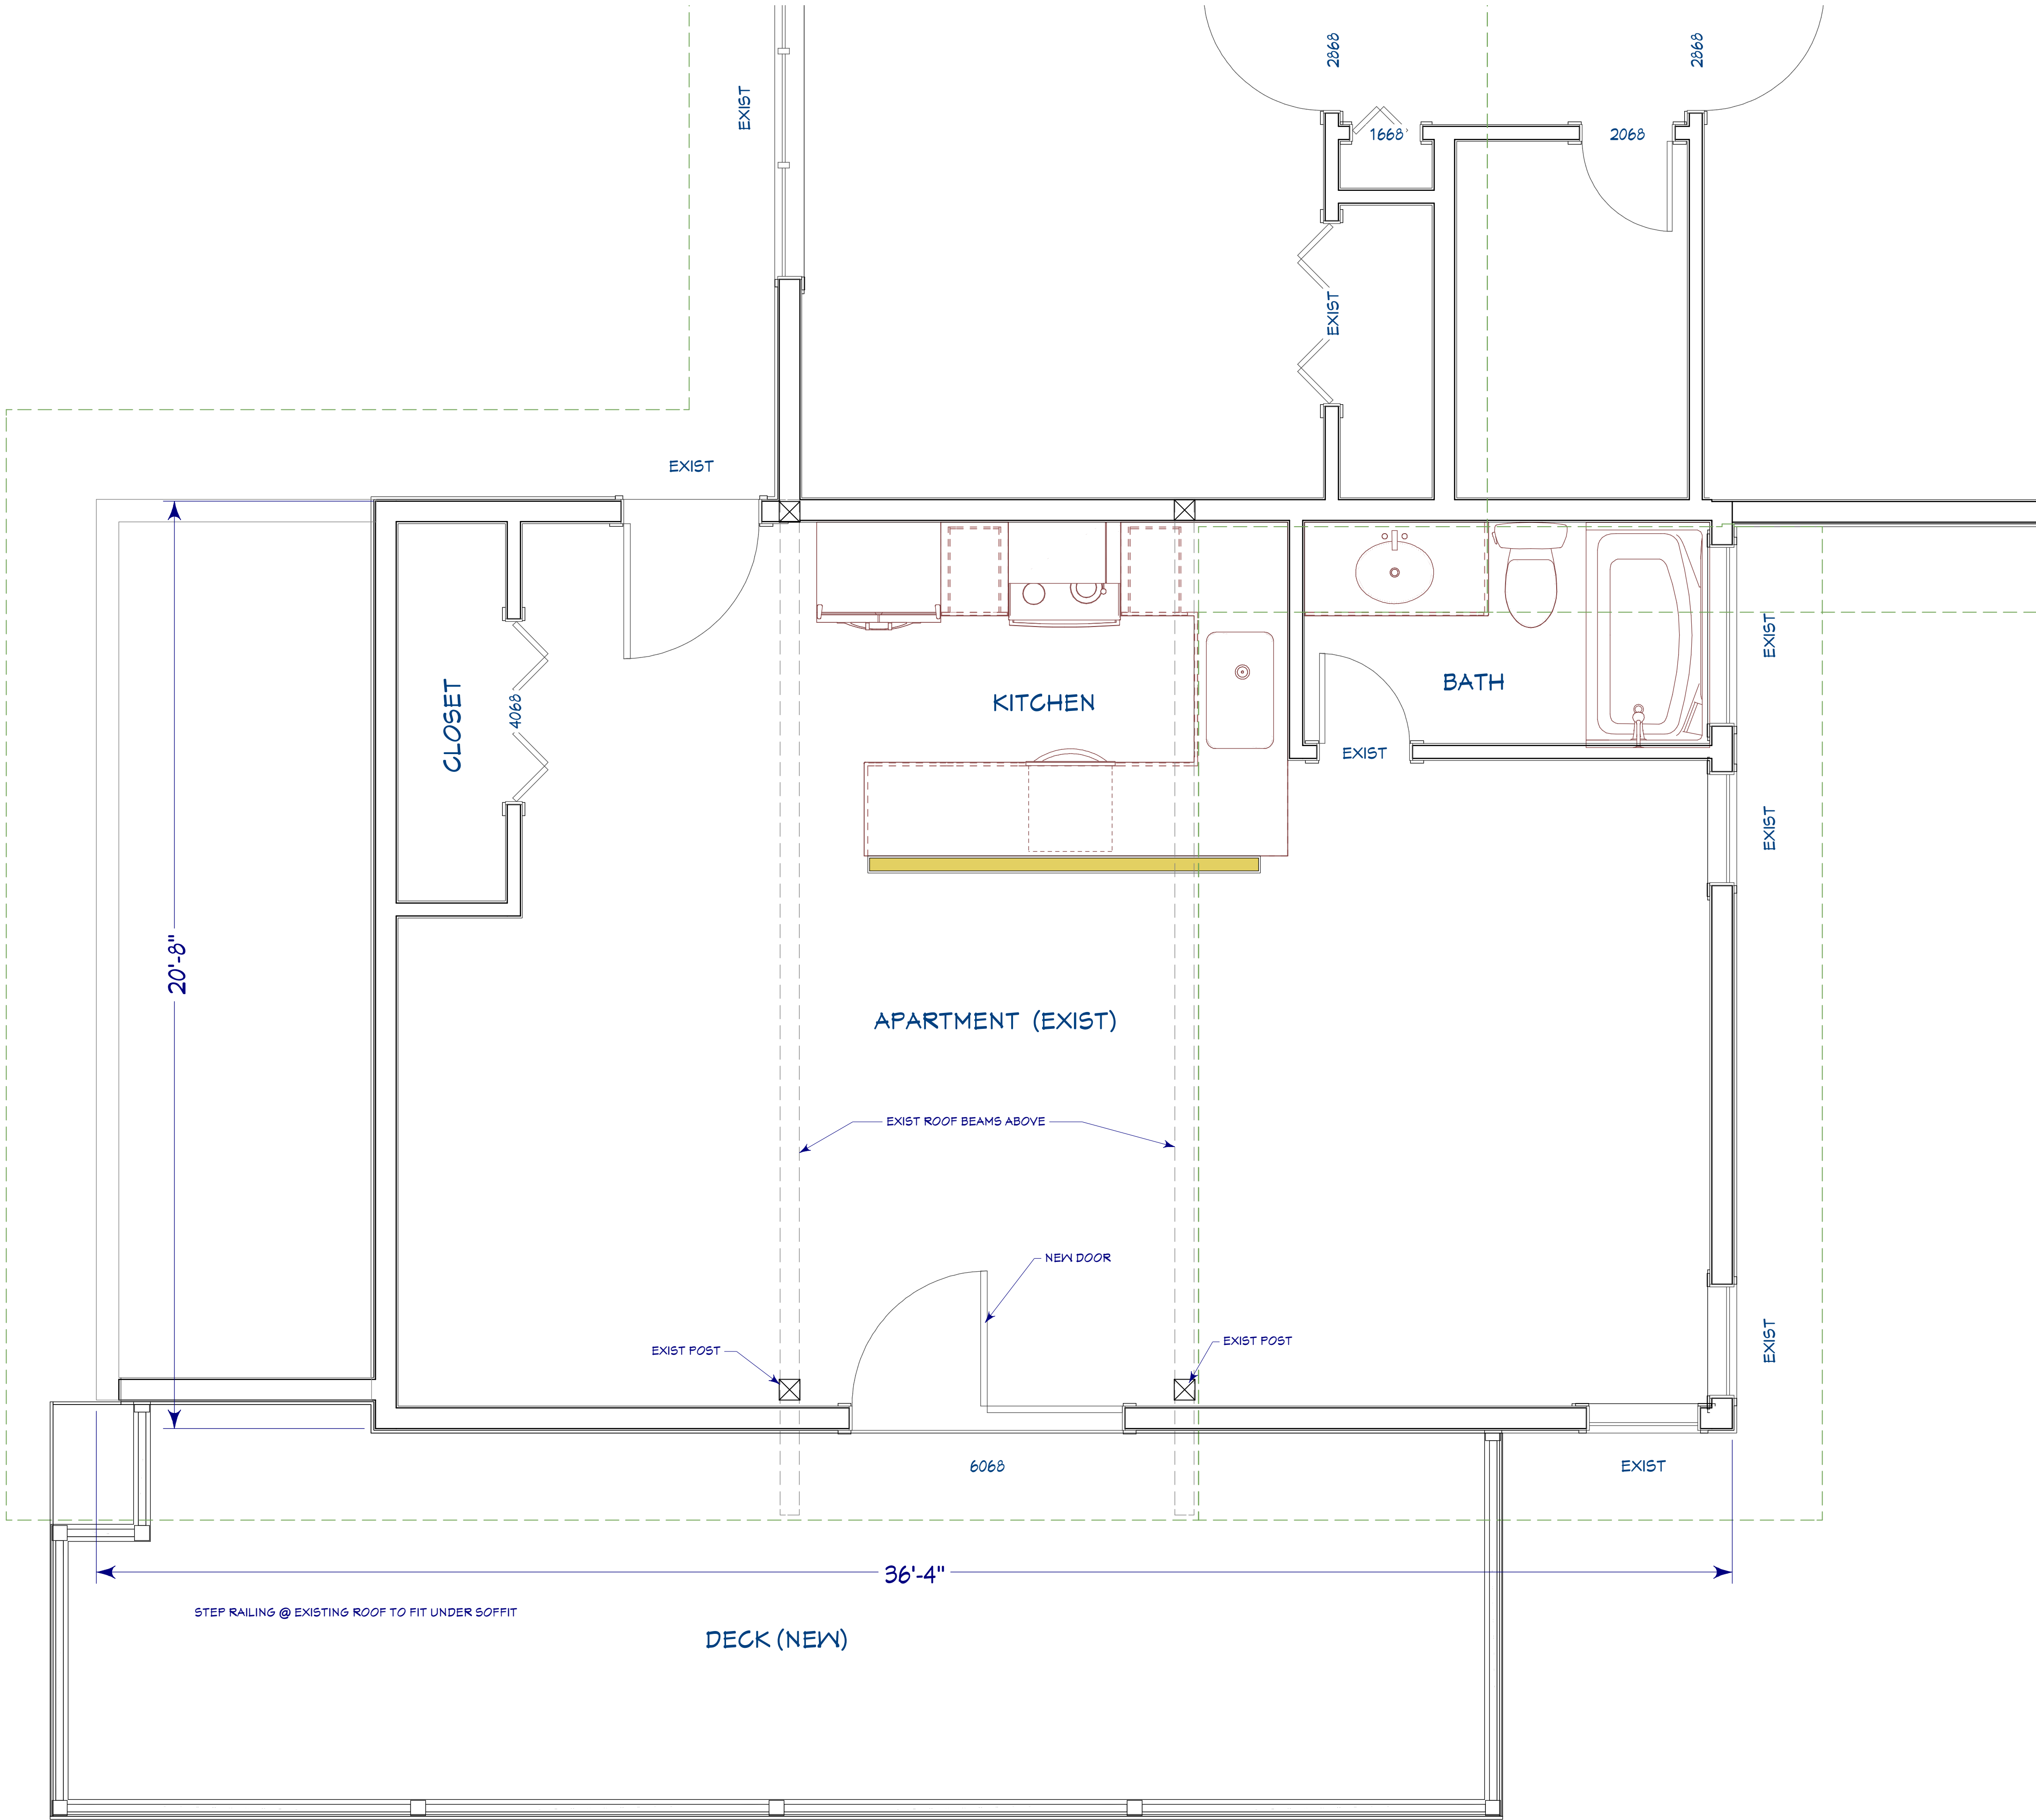 2868
2868
EXIST
1668
2068
EXIST
EXIST
EXIST
CLOSET
4068
KITCHEN
BATH
EXIST
EXIST
20'-8"
APARTMENT (EXIST)
EXIST ROOF BEAMS ABOVE
NEW DOOR
EXIST POST
EXIST POST
EXIST
6068
EXIST
36'-4"
STEP RAILING @ EXISTING ROOF TO FIT UNDER SOFFIT
DECK (NEW)